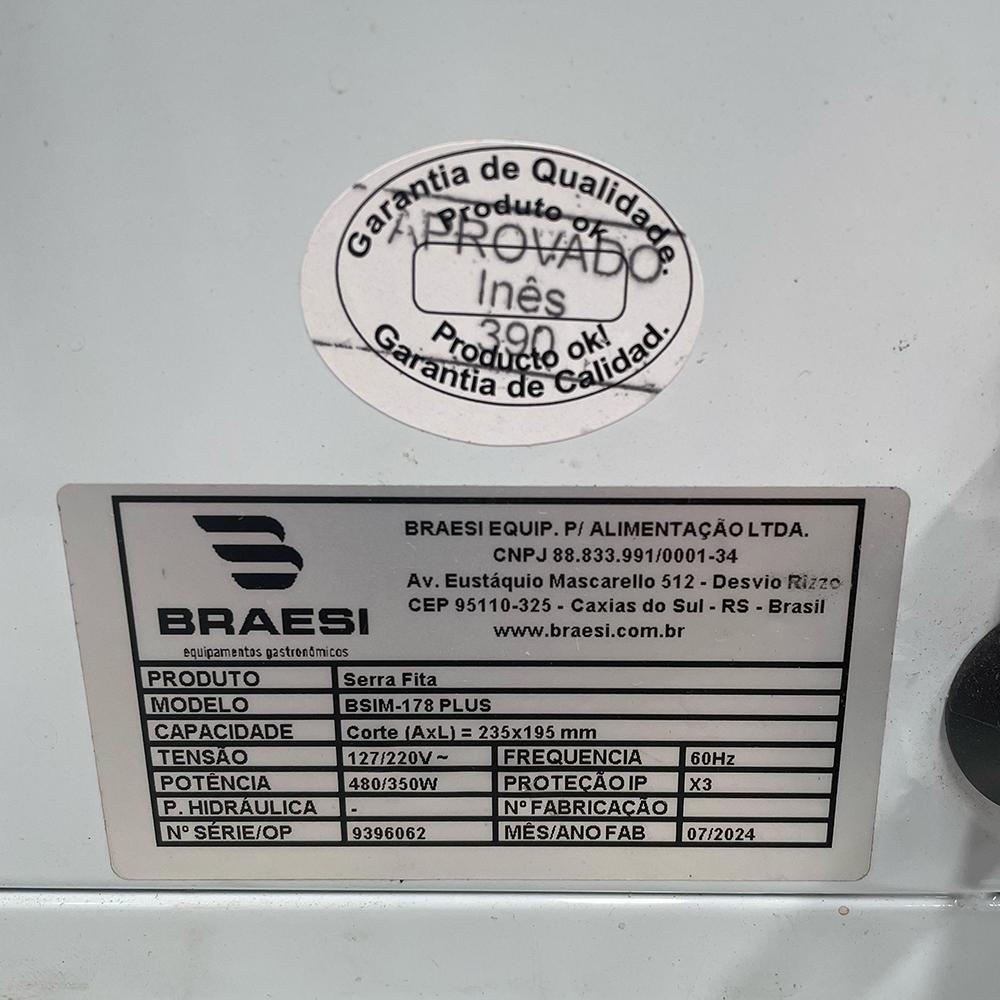 Garantia de Qualidade.
Produto ok
APROVADO
Inês
390
Producto ok!
Garantia de Calidad.
BRAESI
equipamentos gastronômicos
BRAESI EQUIP. P/ ALIMENTAÇÃO LTDA.
CNPJ 88.833.991/0001-34
Av. Eustáquio Mascarello 512 - Desvio Rizzo
CEP 95110-325 - Caxias do Sul - RS - Brasil
www.braesi.com.br
PRODUTO Serra Fita
MODELO BSIM-178 PLUS
CAPACIDADE Corte (AxL) = 235x195 mm
TENSÃO 127/220V ~ FREQUENCIA 60Hz
POTÊNCIA 480/350W PROTEÇÃO IP X3
P. HIDRÁULICA - Nº FABRICAÇÃO
Nº SÉRIE/OP 9396062 MÊS/ANO FAB 07/2024